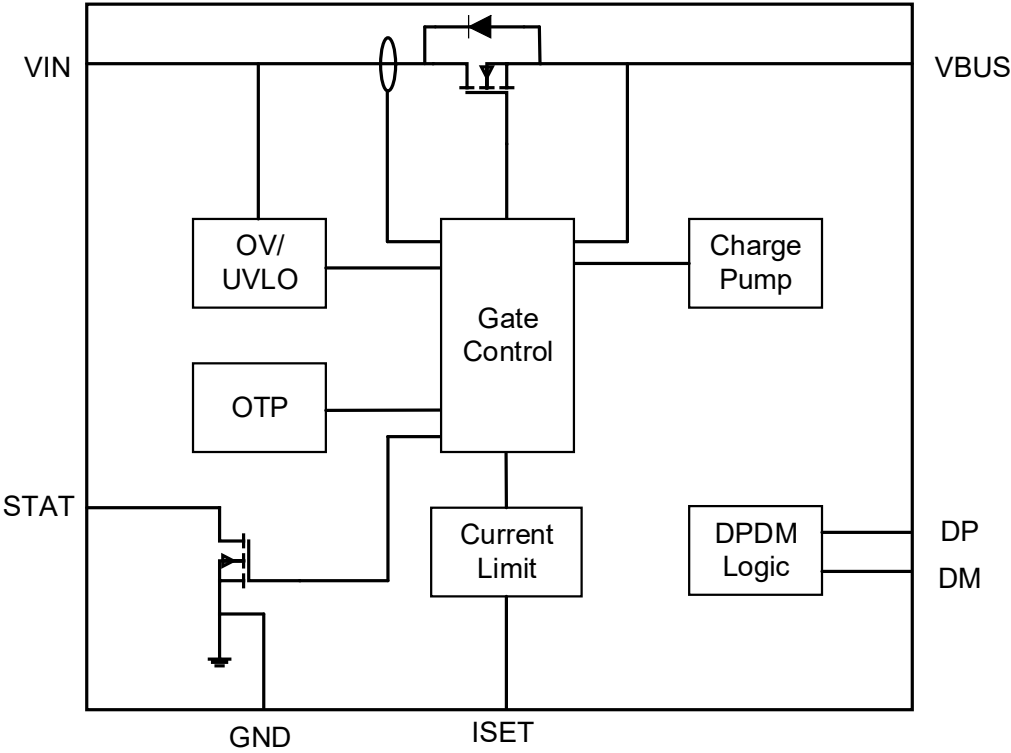 VIN
VBUS
OV/
UVLO
Charge
Pump
Gate
Control
OTP
STAT
Current
Limit
DPDM
Logic
DP
DM
GND
ISET